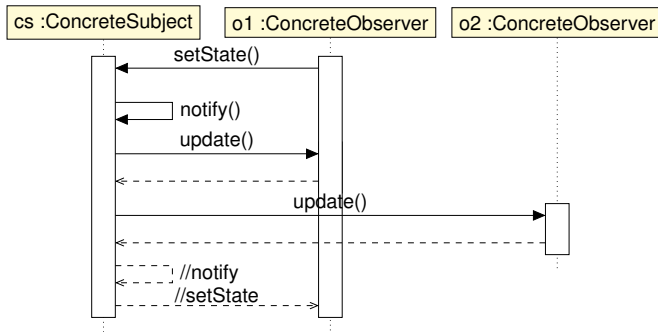 cs :ConcreteSubject
o1 :ConcreteObserver
o2 :ConcreteObserver
setState()
notify()
update()
update()
//notify
//setState